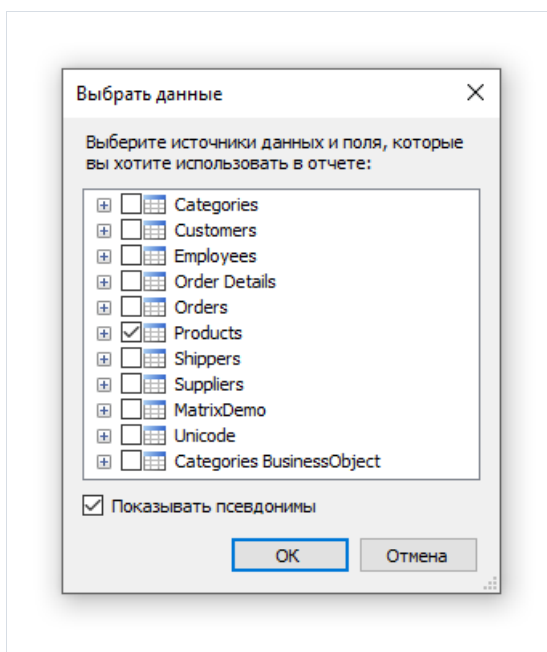 Выбрать данные
Выберите источники данных и поля, которые
вы хотите использовать в отчете:
Categories
Customers
Employees
Order Details
Orders
Products
Shippers
Suppliers
MatrixDemo
Unicode
Categories BusinessObject
Показывать псевдонимы
OK
Отмена